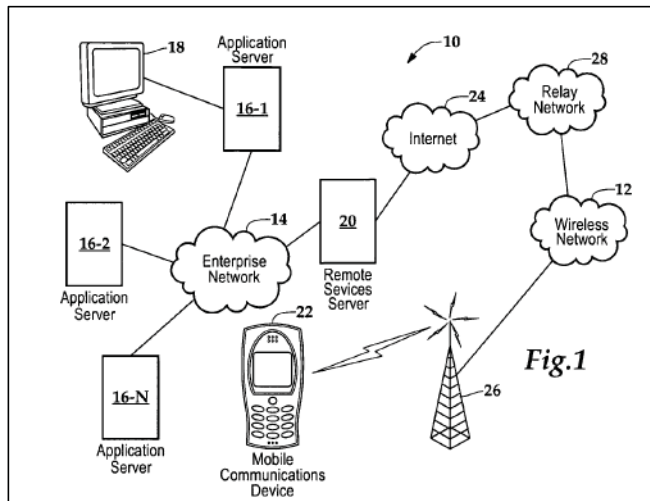 18
Application
Server
16-1
10
28
Relay
Network
24
Internet
12
Wireless
Network
14
Enterprise
Network
20
Remote
Sevices
Server
16-2
Application
Server
22
16-N
Application
Server
Mobile
Communications
Device
26
Fig.1